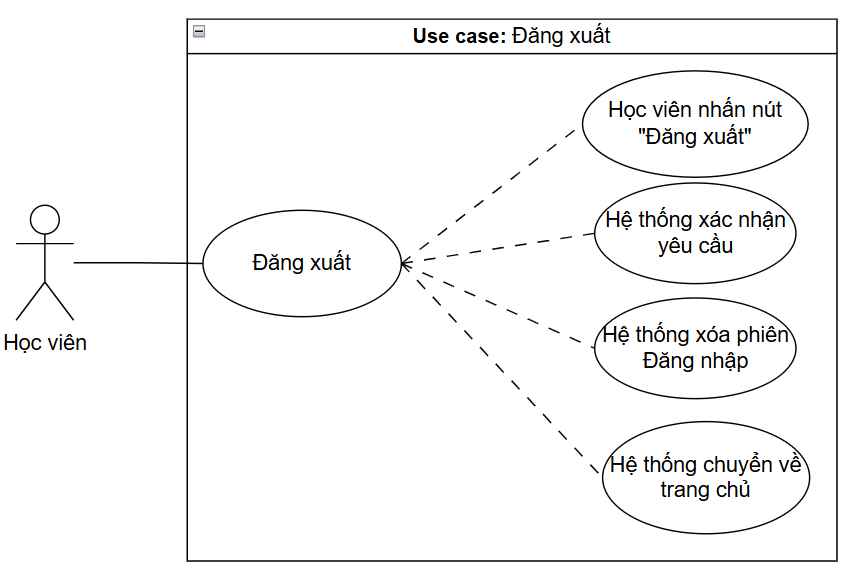 Use case: Đăng xuất
Học viên nhấn nút
"Đăng xuất"
Hệ thống xác nhận
yêu cầu
Đăng xuất
Hệ thống xóa phiên
Đăng nhập
Học viên
Hệ thống chuyển về
trang chủ